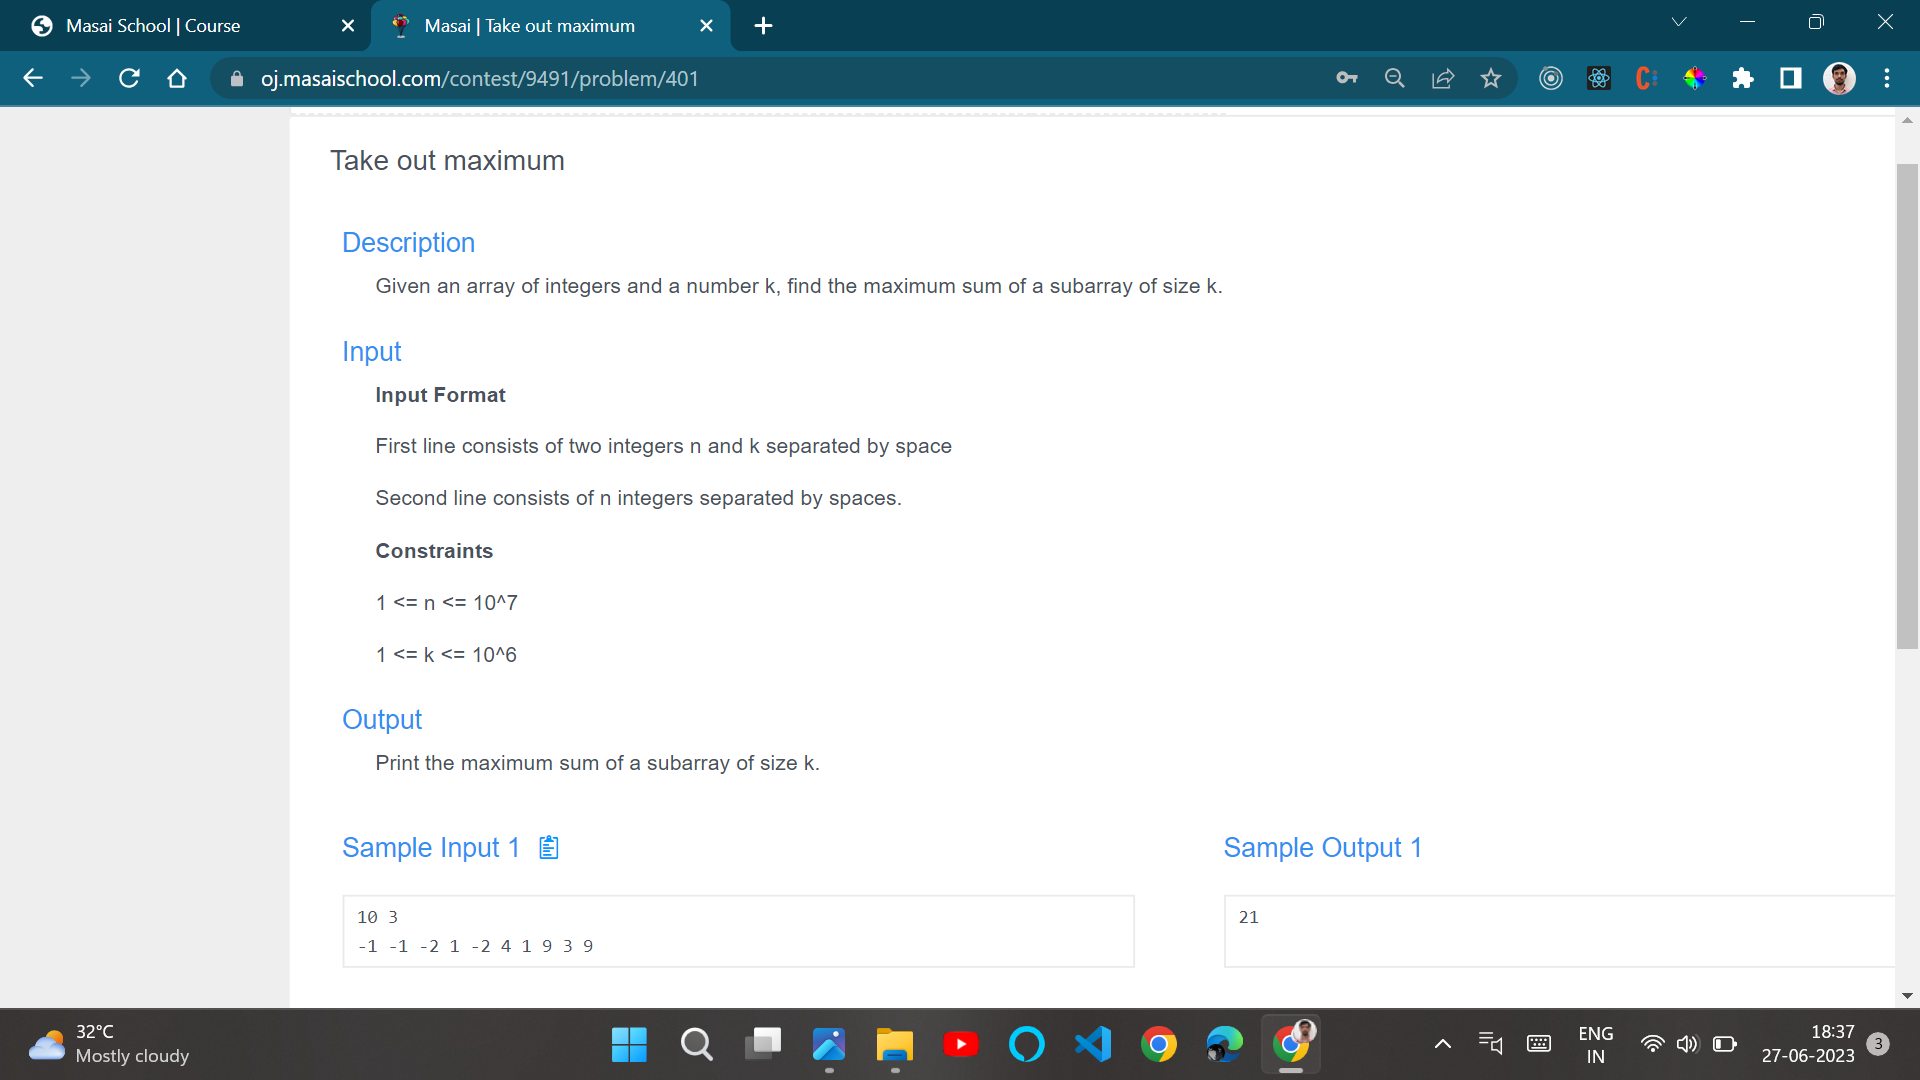 Masai School | Course
Masai | Take out maximum
oj.masaischool.com/contest/9491/problem/401
Take out maximum
Description
Given an array of integers and a number k, find the maximum sum of a subarray of size k.
Input
Input Format
First line consists of two integers n and k separated by space
Second line consists of n integers separated by spaces.
Constraints
1 <= n <= 10^7
1 <= k <= 10^6
Output
Print the maximum sum of a subarray of size k.
Sample Input 1
Sample Output 1
10 3
-1 -1 -2 1 -2 4 1 9 3 9
21
32°C
Mostly cloudy
ENG
IN
18:37
27-06-2023
3